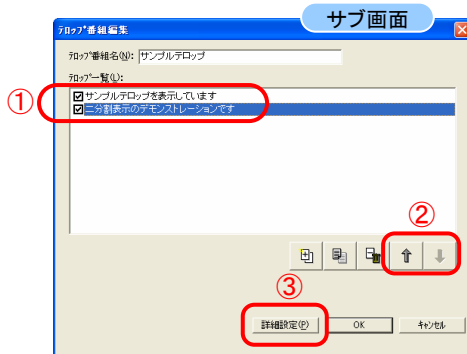 サブ画面
ﾃﾛｯﾌﾟ番組編集
ﾃﾛｯﾌﾟ番組名(N): サンプルテロップ
ﾃﾛｯﾌﾟ一覧(L):
①
サンプルテロップを表示しています
二分割表示のデモンストレーションです
②
③
詳細設定(P) OK ｷｬﾝｾﾙ